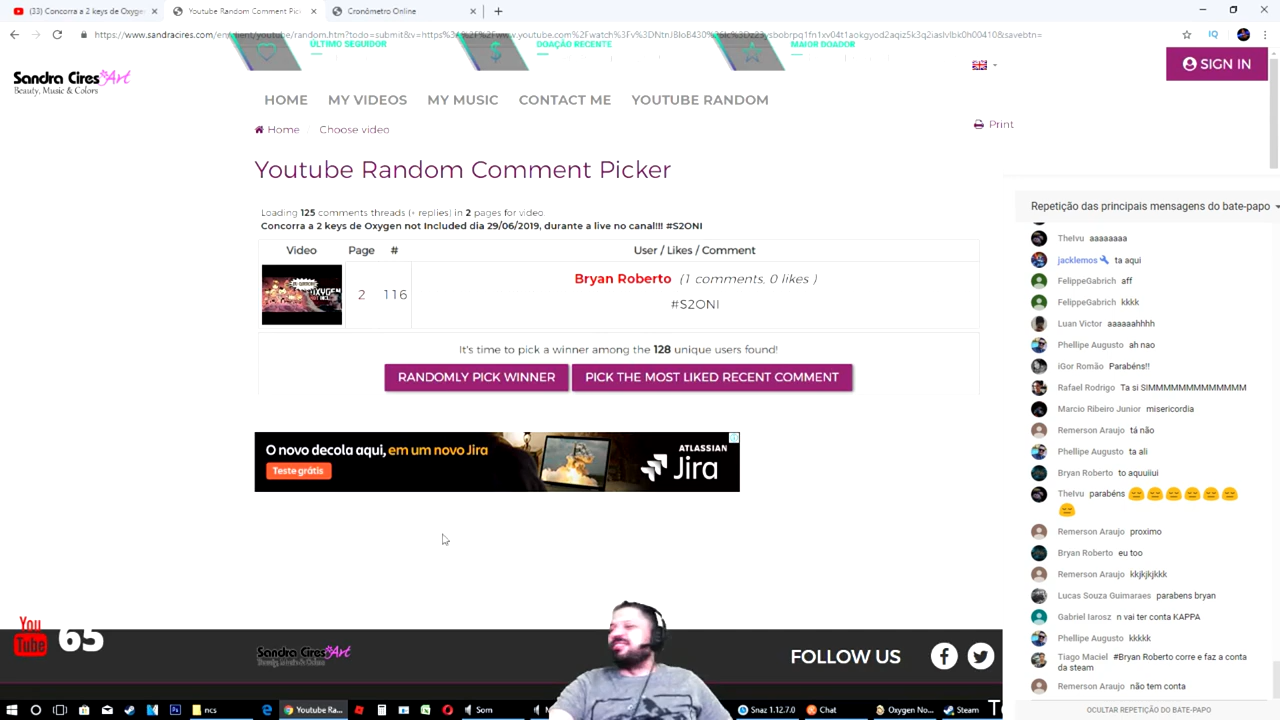 (33) Concorra a 2 keys de Oxygen
Youtube Random Comment Pick
Cronômetro Online
ÚLTIMO SEGUIDOR
DOAÇÃO RECENTE
MAIOR DOADOR
Sandra Cires Art
Beauty, Music & Colors
SIGN IN
HOME
MY VIDEOS
MY MUSIC
CONTACT ME
YOUTUBE RANDOM
Home
Choose video
Print
Youtube Random Comment Picker
Loading 125 comments threads (+ replies) in 2 pages for video.
Concorra a 2 keys de Oxygen not Included dia 29/06/2019, durante a live no canal!!! #S2ONI
Video Page # User / Likes / Comment
2 116 Bryan Roberto (1 comments, 0 likes )
#S2ONI
It's time to pick a winner among the 128 unique users found!
RANDOMLY PICK WINNER
PICK THE MOST LIKED RECENT COMMENT
O novo decola aqui, em um novo Jira
Teste grátis
ATLASSIAN
Jira
You
Tube
65
Sandra Cires Art
Beauty, Music & Colors
FOLLOW US
Repetição das principais mensagens do bate-papo
TheIvu aaaaaaaa
jacklemos ta aqui
FelippeGabrich aff
FelippeGabrich kkkk
Luan Victor aaaaaahhhh
Phellipe Augusto ah nao
iGor Romão Parabéns!!
Rafael Rodrigo Ta si SIMMMMMMMMMMMMM
Marcio Ribeiro Junior misericordia
Remerson Araujo tá não
Phellipe Augusto ta ali
Bryan Roberto to aquuiiui
TheIvu parabéns
Remerson Araujo proximo
Bryan Roberto eu too
Remerson Araujo kkjkjkjkkk
Lucas Souza Guimaraes parabens bryan
Gabriel Iarosz n vai ter conta KAPPA
Phellipe Augusto kkkkk
Tiago Maciel #Bryan Roberto corre e faz a conta
da steam
Remerson Araujo não tem conta
OCULTAR REPETIÇÃO DO BATE-PAPO
ncs
Youtube Ra...
Som
Snaz 1.12.7.0
Chat
Oxygen No...
Steam